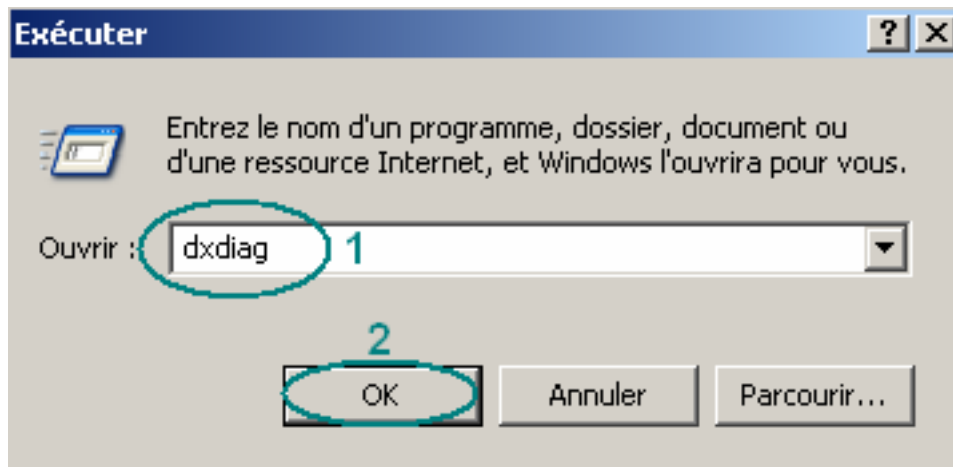 Exécuter
Entrez le nom d'un programme, dossier, document ou
d'une ressource Internet, et Windows l'ouvrira pour vous.
Ouvrir : dxdiag 1
2
OK Annuler Parcourir...